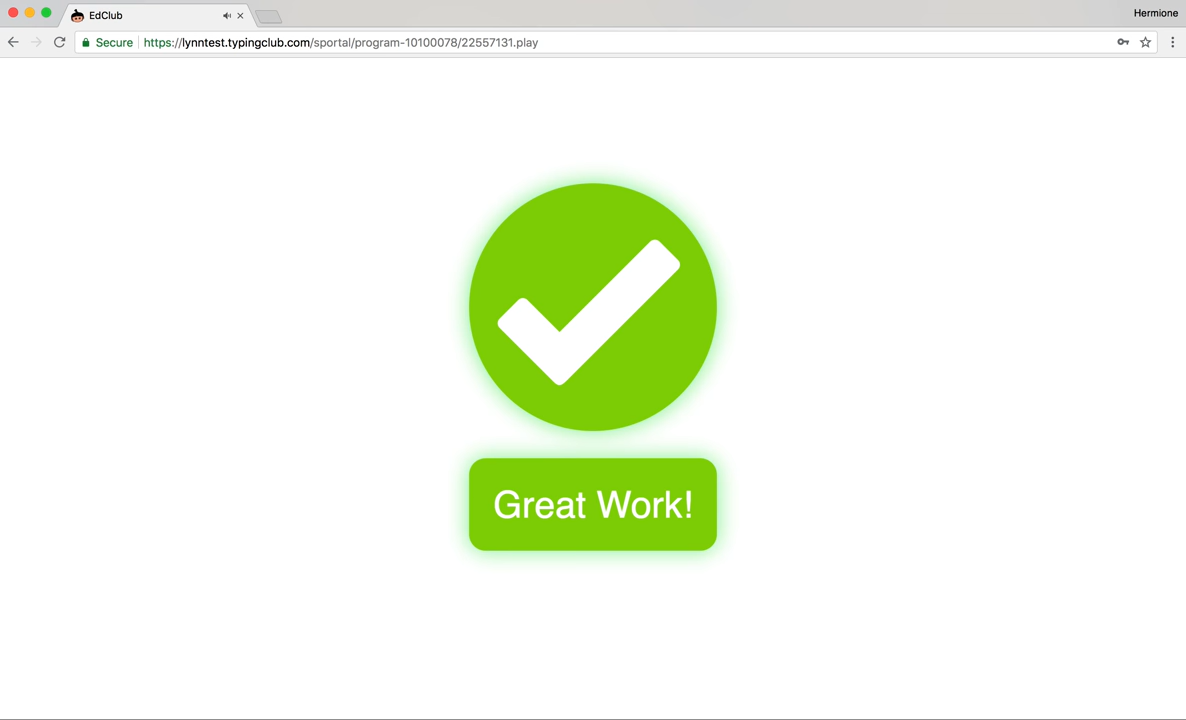 EdClub
Hermione
Secure https://lynntest.typingclub.com/sportal/program-10100078/22557131.play
Great Work!